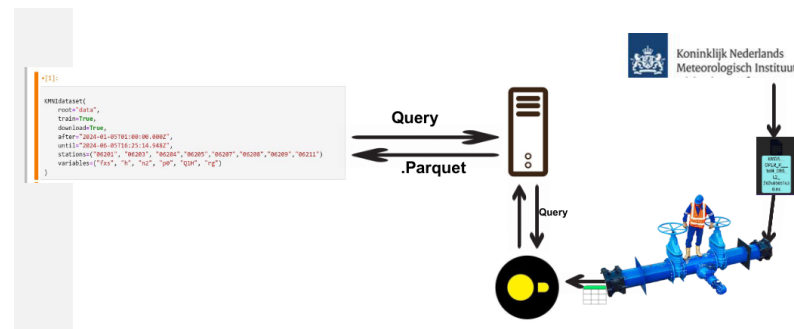 [1]:
KMNIdataset(
root="data",
train=True,
download=True,
after="2024-01-05T01:00:00.000Z",
until="2024-06-05T16:25:14.948Z",
stations=("06201", "06203", "06204","06205","06207","06208","06209","06211")
variables=("fxs", "h", "n2", "p0", "Q1H", "rg")
)
Query
.Parquet
Query
Koninklijk Nederlands
Meteorologisch Instituu